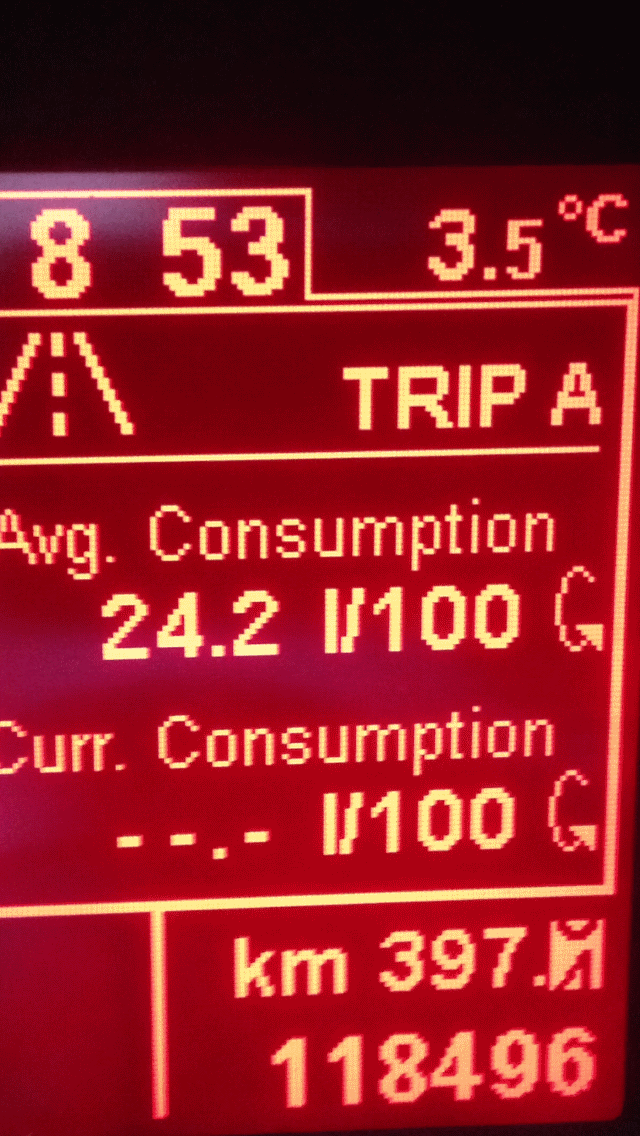 8 53 3.5 °C
TRIP A
Avg. Consumption
24.2 l/100
Curr. Consumption
--.- l/100
km 397.
118496